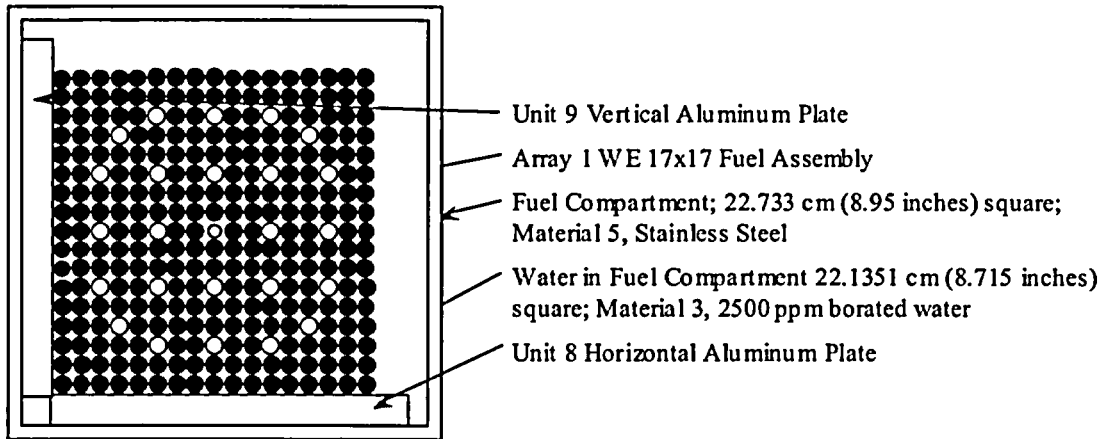 Unit 9 Vertical Aluminum Plate
Array 1 WE 17x17 Fuel Assembly
Fuel Compartment; 22.733 cm (8.95 inches) square;
Material 5, Stainless Steel
Water in Fuel Compartment 22.1351 cm (8.715 inches)
square; Material 3, 2500 ppm borated water
Unit 8 Horizontal Aluminum Plate